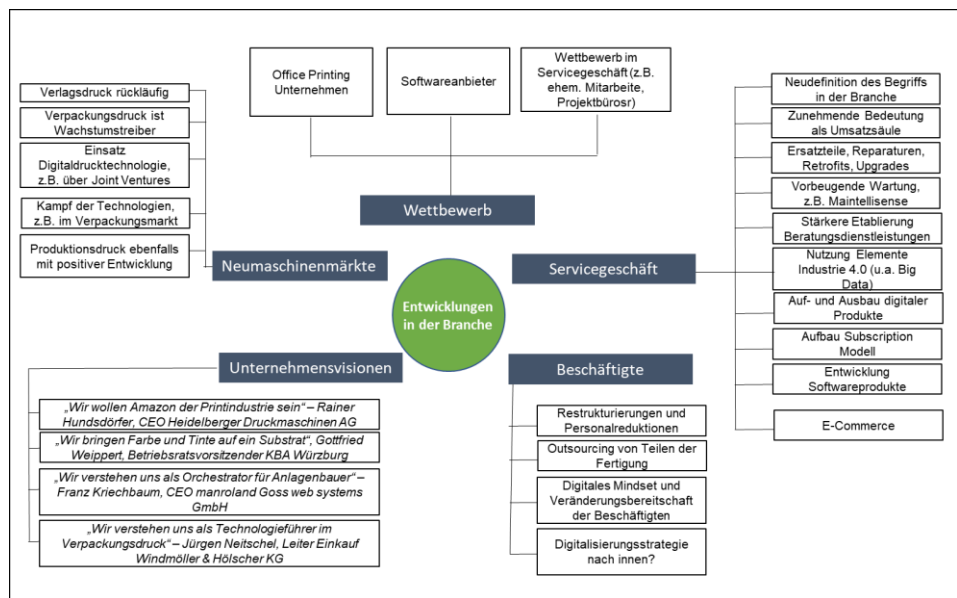 Office Printing
Unternehmen
Softwareanbieter
Wettbewerb im
Servicegeschäft (z.B.
ehem. Mitarbeite,
Projektbürosr)
Wettbewerb
Verlagsdruck rückläufig
Verpackungsdruck ist
Wachstumstreiber
Einsatz
Digitaldrucktechnologie,
z.B. über Joint Ventures
Kampf der Technologien,
z.B. im Verpackungsmarkt
Produktionsdruck ebenfalls
mit positiver Entwicklung
Neumaschinenmärkte
Servicegeschäft
Neudefinition des Begriffs
in der Branche
Zunehmende Bedeutung
als Umsatzsäule
Ersatzteile, Reparaturen,
Retrofits, Upgrades
Vorbeugende Wartung,
z.B. Maintellisense
Stärkere Etablierung
Beratungsdienstleistungen
Nutzung Elemente
Industrie 4.0 (u.a. Big
Data)
Auf- und Ausbau digitaler
Produkte
Aufbau Subscription
Modell
Entwicklung
Softwareprodukte
E-Commerce
Entwicklungen
in der Branche
Unternehmensvisionen
„Wir wollen Amazon der Printindustrie sein“ – Rainer
Hundsdörfer, CEO Heidelberger Druckmaschinen AG
„Wir bringen Farbe und Tinte auf ein Substrat“, Gottfried
Weippert, Betriebsratsvorsitzender KBA Würzburg
„Wir verstehen uns als Orchestrator für Anlagenbauer“ –
Franz Kriechbaum, CEO manroland Goss web systems
GmbH
„Wir verstehen uns als Technologieführer im
Verpackungsdruck“ – Jürgen Neitschel, Leiter Einkauf
Windmöller & Hölscher KG
Beschäftigte
Restrukturierungen und
Personalreduktionen
Outsourcing von Teilen der
Fertigung
Digitales Mindset und
Veränderungsbereitschaft
der Beschäftigten
Digitalisierungsstrategie
nach innen?